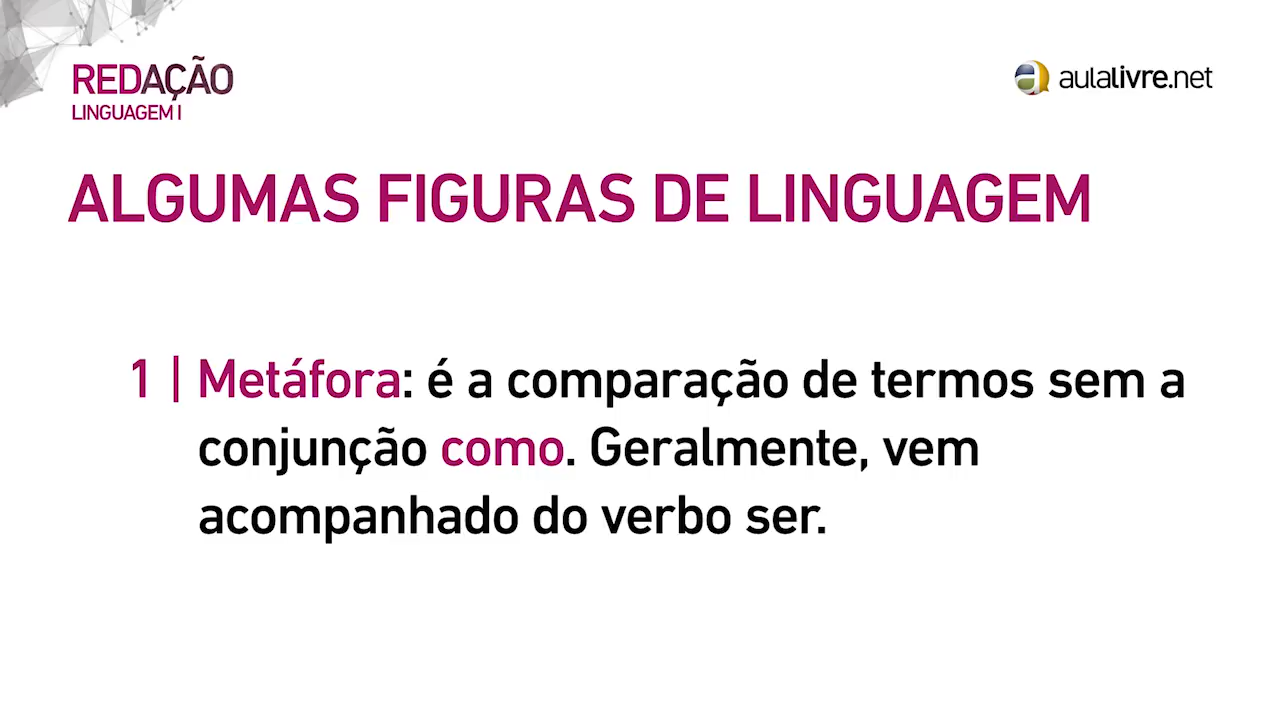 REDAÇÃO
LINGUAGEM I
aulalivre.net
ALGUMAS FIGURAS DE LINGUAGEM
1 | Metáfora: é a comparação de termos sem a
conjunção como. Geralmente, vem
acompanhado do verbo ser.